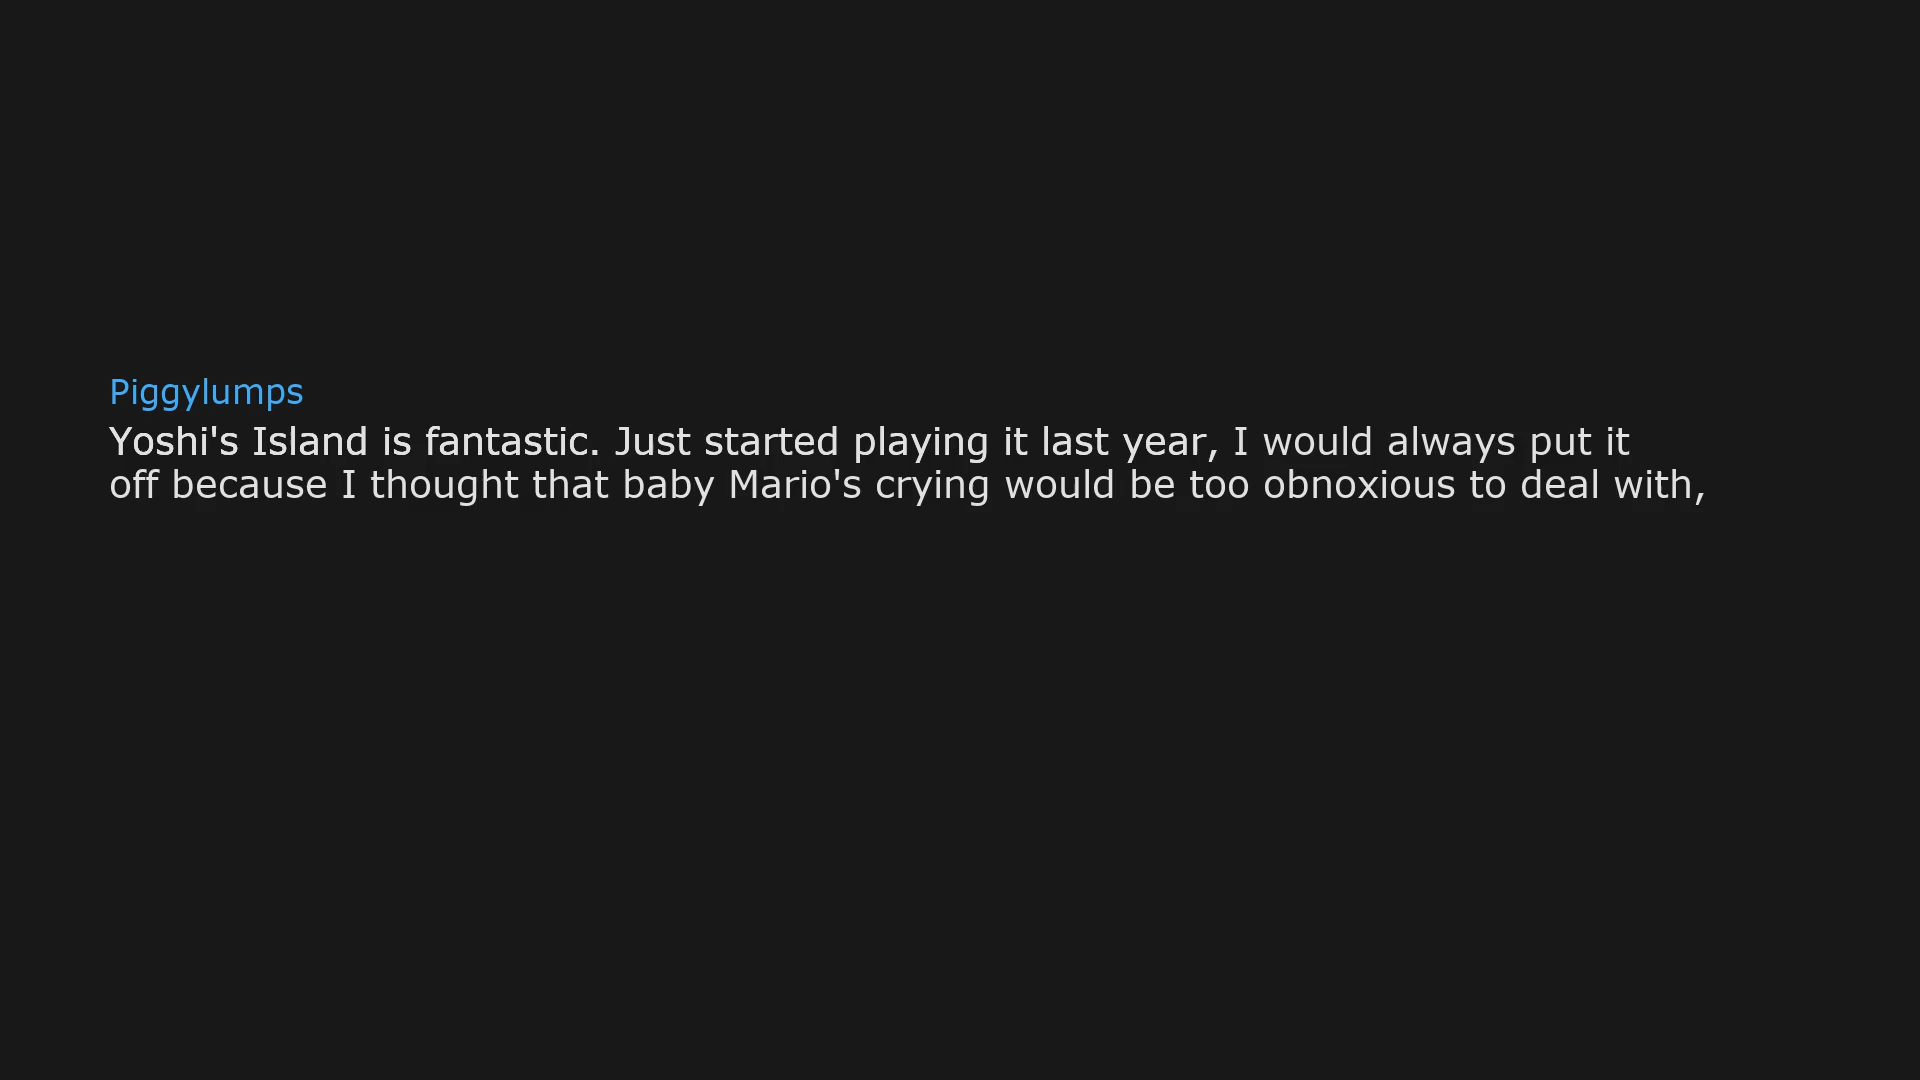 Piggylumps
Yoshi's Island is fantastic. Just started playing it last year, I would always put it
off because I thought that baby Mario's crying would be too obnoxious to deal with,